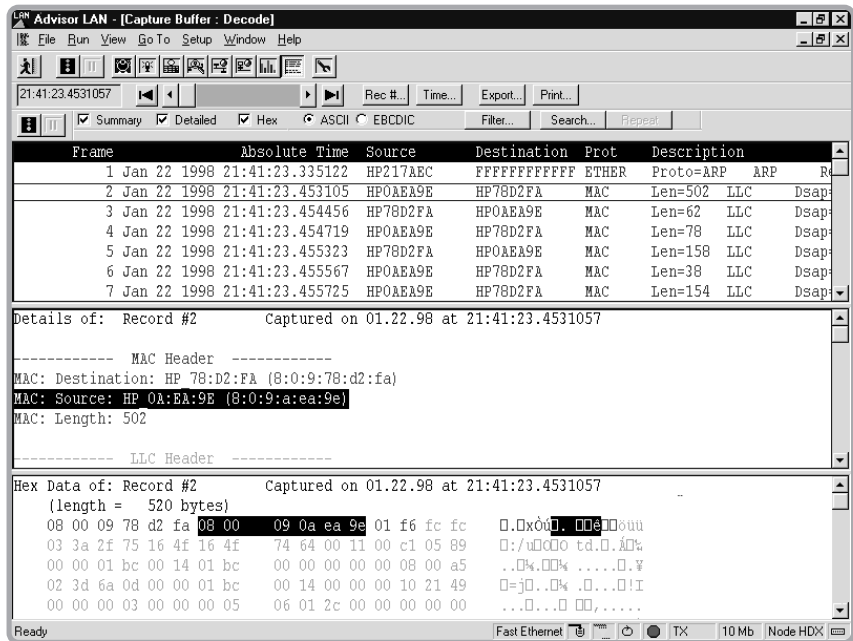 LAN Advisor LAN - [Capture Buffer : Decode]
File Run View Go To Setup Window Help
21:41:23.4531057 Rec #... Time... Export... Print...
Summary Detailed Hex ASCII EBCDIC Filter... Search... Repeat
Frame Absolute Time Source Destination Prot Description
1 Jan 22 1998 21:41:23.335122 HP217AEC FFFFFFFFFFFF ETHER Proto=ARP ARP R
2 Jan 22 1998 21:41:23.453105 HP0AEA9E HP78D2FA MAC Len=502 LLC Dsap=
3 Jan 22 1998 21:41:23.454456 HP78D2FA HP0AEA9E MAC Len=62 LLC Dsap=
4 Jan 22 1998 21:41:23.454719 HP0AEA9E HP78D2FA MAC Len=78 LLC Dsap=
5 Jan 22 1998 21:41:23.455323 HP78D2FA HP0AEA9E MAC Len=158 LLC Dsap=
6 Jan 22 1998 21:41:23.455567 HP0AEA9E HP78D2FA MAC Len=38 LLC Dsap=
7 Jan 22 1998 21:41:23.455725 HP0AEA9E HP78D2FA MAC Len=154 LLC Dsap=
Details of: Record #2 Captured on 01.22.98 at 21:41:23.4531057
------------ MAC Header ------------
MAC: Destination: HP_78:D2:FA (8:0:9:78:d2:fa)
MAC: Source: HP_0A:EA:9E (8:0:9:a:ea:9e)
MAC: Length: 502
------------ LLC Header ------------
Hex Data of: Record #2 Captured on 01.22.98 at 21:41:23.4531057
(length = 520 bytes)
08 00 09 78 d2 fa 08 00 09 0a ea 9e 01 f6 fc fc □.□xÒú□. □□ê□□öüü
03 3a 2f 75 16 4f 16 4f 74 64 00 11 00 c1 05 89 □:/u□O□O td.□.Á□‰
00 00 01 bc 00 14 01 bc 00 00 00 00 00 08 00 a5 ..□¼.□□¼ .....□.¥
02 3d 6a 0d 00 00 01 bc 00 14 00 00 00 10 21 49 □=j□..□¼ .□...□!I
00 00 00 03 00 00 00 05 06 01 2c 00 00 00 00 00 ...□...□ □□,.....
Ready Fast Ethernet TX 10 Mb Node HDX